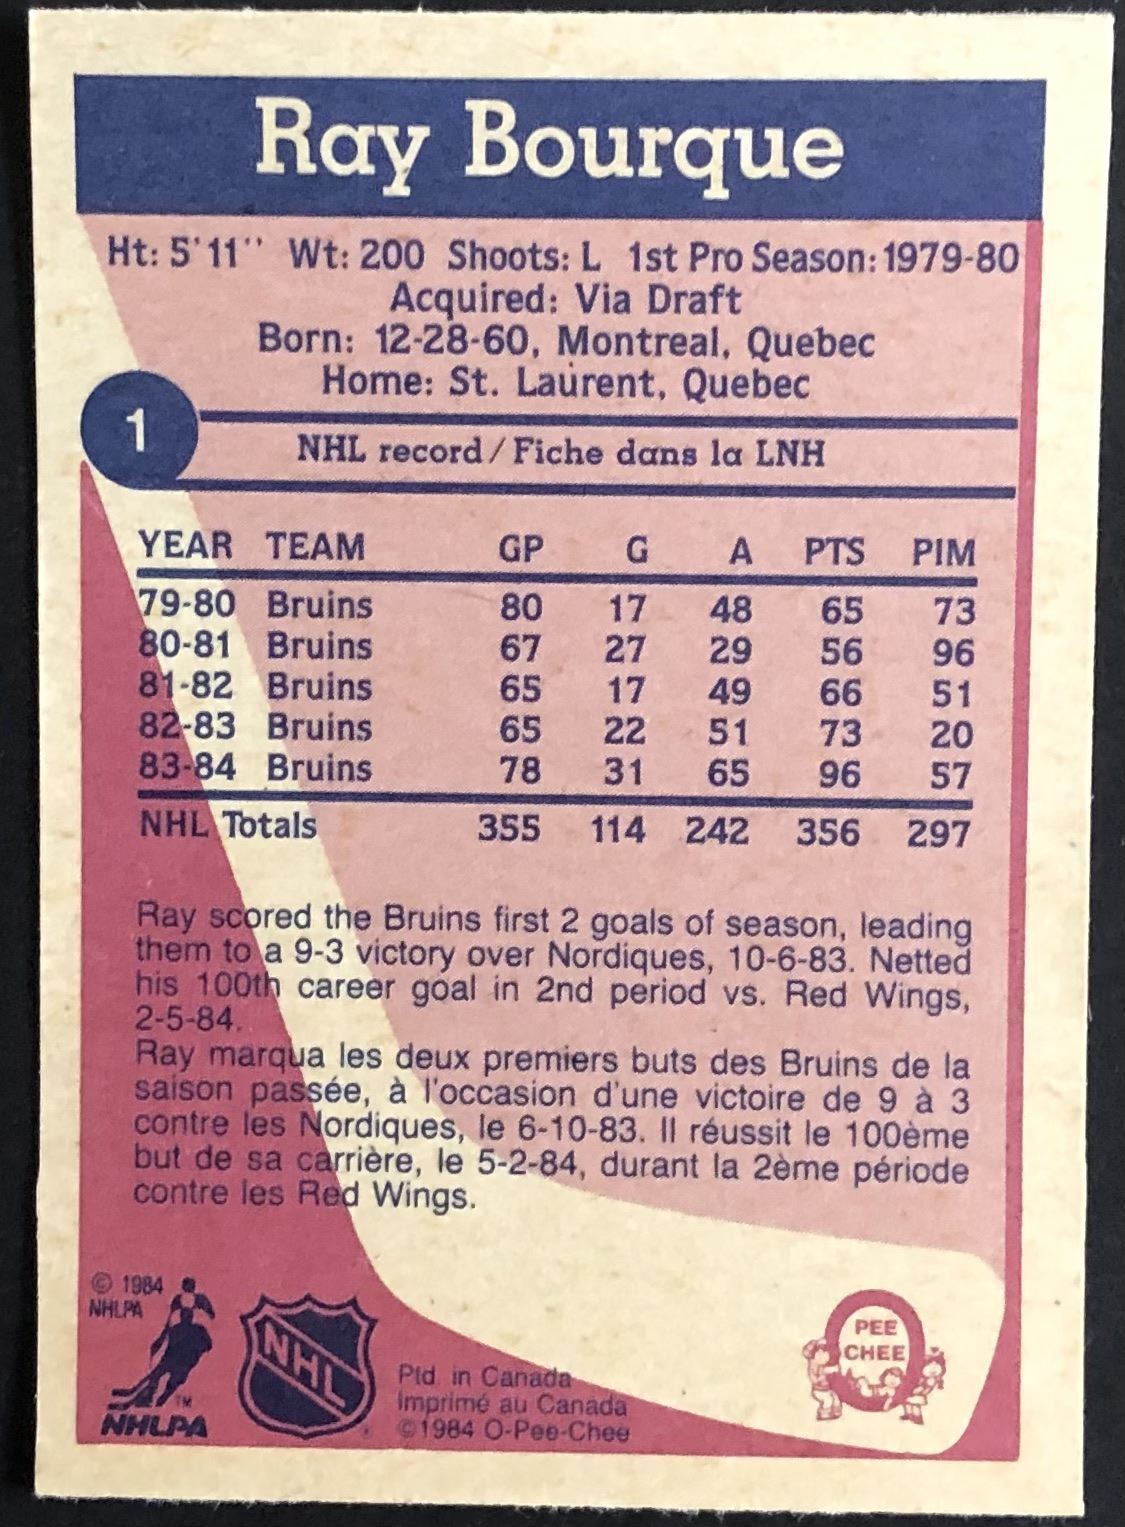 Ray Bourque
Ht: 5'11" Wt: 200 Shoots: L 1st Pro Season: 1979-80
Acquired: Via Draft
Born: 12-28-60, Montreal, Quebec
Home: St. Laurent, Quebec
1
NHL record/Fiche dans la LNH
YEAR TEAM GP G A PTS PIM
79-80 Bruins 80 17 48 65 73
80-81 Bruins 67 27 29 56 96
81-82 Bruins 65 17 49 66 51
82-83 Bruins 65 22 51 73 20
83-84 Bruins 78 31 65 96 57
NHL Totals 355 114 242 356 297
Ray scored the Bruins first 2 goals of season, leading
them to a 9-3 victory over Nordiques, 10-6-83. Netted
his 100th career goal in 2nd period vs. Red Wings,
2-5-84.
Ray marqua les deux premiers buts des Bruins de la
saison passée, à l'occasion d'une victoire de 9 à 3
contre les Nordiques, le 6-10-83. Il réussit le 100ème
but de sa carrière, le 5-2-84, durant la 2ème période
contre les Red Wings.
© 1984
NHLPA
TM
NHLPA
NHL
Ptd. in Canada
Imprimé au Canada
©1984 O-Pee-Chee
PEE
CHEE